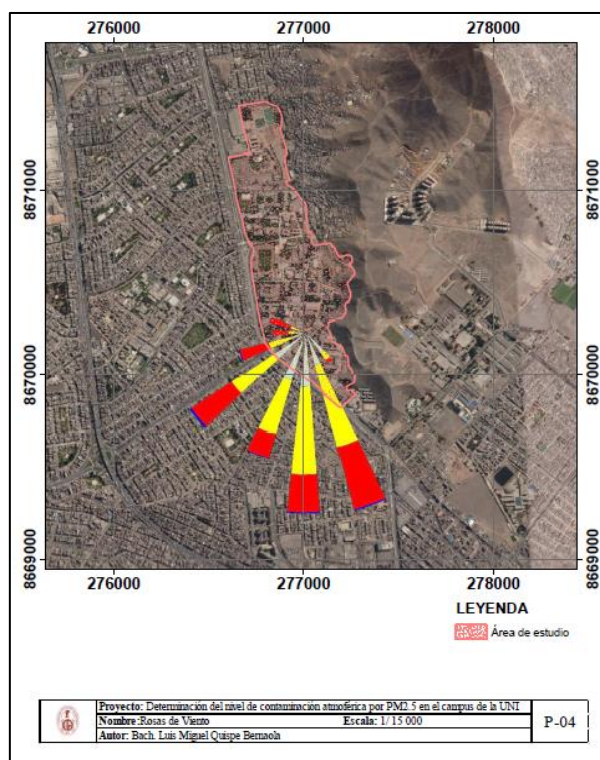 276000 277000 278000
8671000 8671000
8670000 8670000
8669000 8669000
276000 277000 278000
LEYENDA
Área de estudio
Proyecto: Determinación del nivel de contaminación atmoférica por PM2.5 en el campus de la UNI
Nombre:Rosas de Viento Escala: 1/ 15 000 P-04
Autor: Bach. Luis Miguel Quispe Bernaola